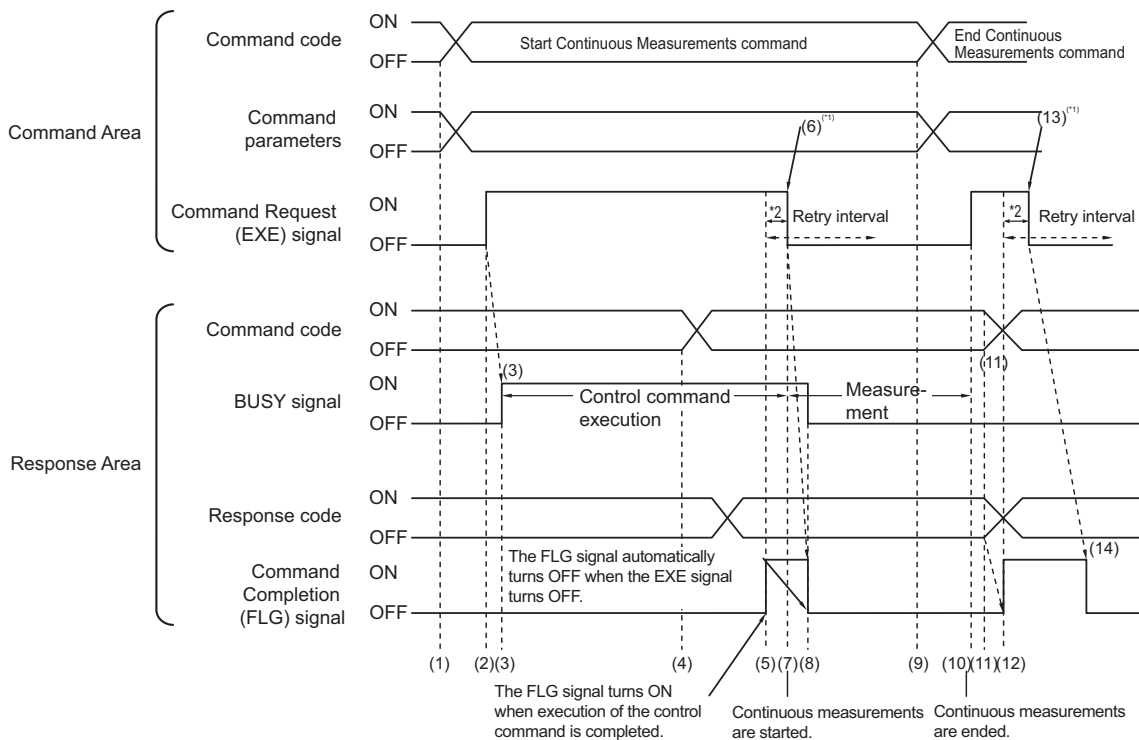 ON
Command code
Start Continuous Measurements command
End Continuous
Measurements command
OFF
ON
Command
parameters
(6)(*1)
(13)(*1)
Command Area
OFF
Command Request
(EXE) signal
ON
*2
Retry interval
*2
Retry interval
OFF
ON
Command code
OFF
(11)
ON
(3)
BUSY signal
Control command
execution
Measure-
ment
OFF
Response Area
ON
Response code
OFF
Command
Completion
(FLG) signal
ON
The FLG signal automatically
turns OFF when the EXE signal
turns OFF.
(14)
OFF
(1)
(2)(3)
(4)
(5)(7)(8)
(9)
(10)(11)(12)
The FLG signal turns ON
when execution of the control
command is completed.
Continuous measurements
are started.
Continuous measurements
are ended.